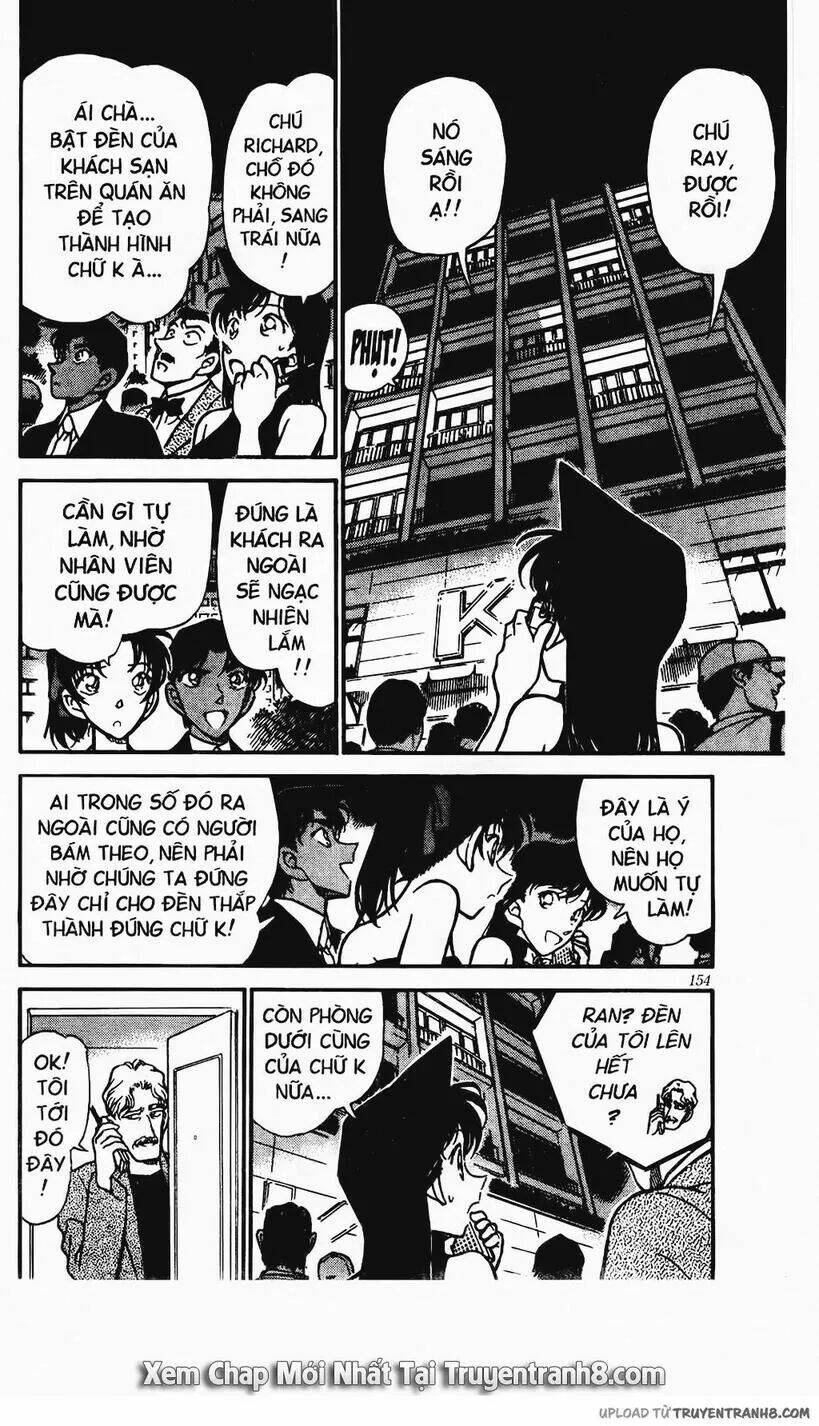 CHÚ
RAY,
ĐƯỢC
RỒI!
NÓ
SÁNG
RỒI
Ạ!!
PHỤT!
K
CHÚ
RICHARD,
CHỖ ĐÓ
KHÔNG
PHẢI, SANG
TRÁI NỮA
!
ÁI CHÀ...
BẬT ĐÈN CỦA
KHÁCH SẠN
TRÊN QUÁN ĂN
ĐỂ TẠO
THÀNH HÌNH
CHỮ K À...
ĐÚNG LÀ
KHÁCH RA
NGOÀI
SẼ NGẠC
NHIÊN
LẮM
!!
CẦN GÌ TỰ
LÀM, NHỜ
NHÂN VIÊN
CŨNG ĐƯỢC
MÀ!
ĐÂY LÀ Ý
CỦA HỌ,
NÊN HỌ
MUỐN TỰ
LÀM!
AI TRONG SỐ ĐÓ RA
NGOÀI CŨNG CÓ NGƯỜI
BÁM THEO, NÊN PHẢI
NHỜ CHÚNG TA ĐỨNG
ĐÂY CHỈ CHO ĐÈN THẮP
THÀNH ĐÚNG CHỮ K!
154
RAN? ĐÈN
CỦA TÔI LÊN
HẾT
CHƯA
?
CÒN PHÒNG
DƯỚI CÙNG
CỦA CHỮ K
NỮA...
OK!
TÔI
TỚI
ĐÓ
ĐÂY
!
Xem Chap Mới Nhất Tại Truyentranh8.com
UPLOAD TỪ TRUYENTRANH8.COM